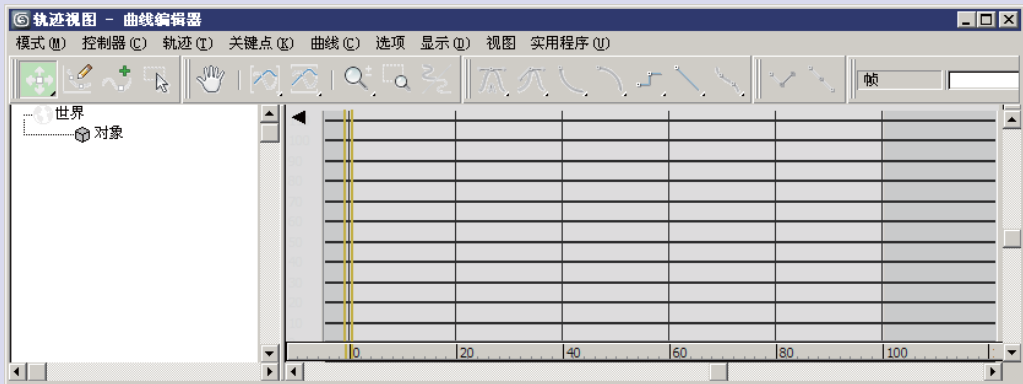 轨迹视图 - 曲线编辑器
模式(M) 控制器(C) 轨迹(T) 关键点(K) 曲线(C) 选项 显示(D) 视图 实用程序(U)
帧
世界
对象
0 20 40 60 80 100